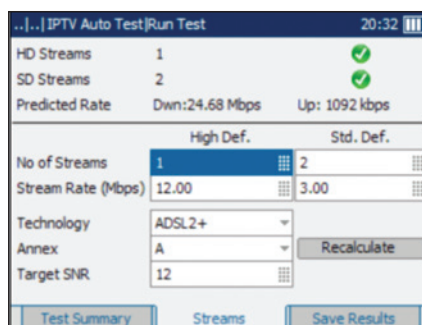 ..|..| IPTV Auto Test|Run Test 20:32
HD Streams 1
SD Streams 2
Predicted Rate Dwn:24.68 Mbps Up: 1092 kbps
High Def. Std. Def.
No of Streams 1 2
Stream Rate (Mbps) 12.00 3.00
Technology ADSL2+
Annex A Recalculate
Target SNR 12
Test Summary Streams Save Results